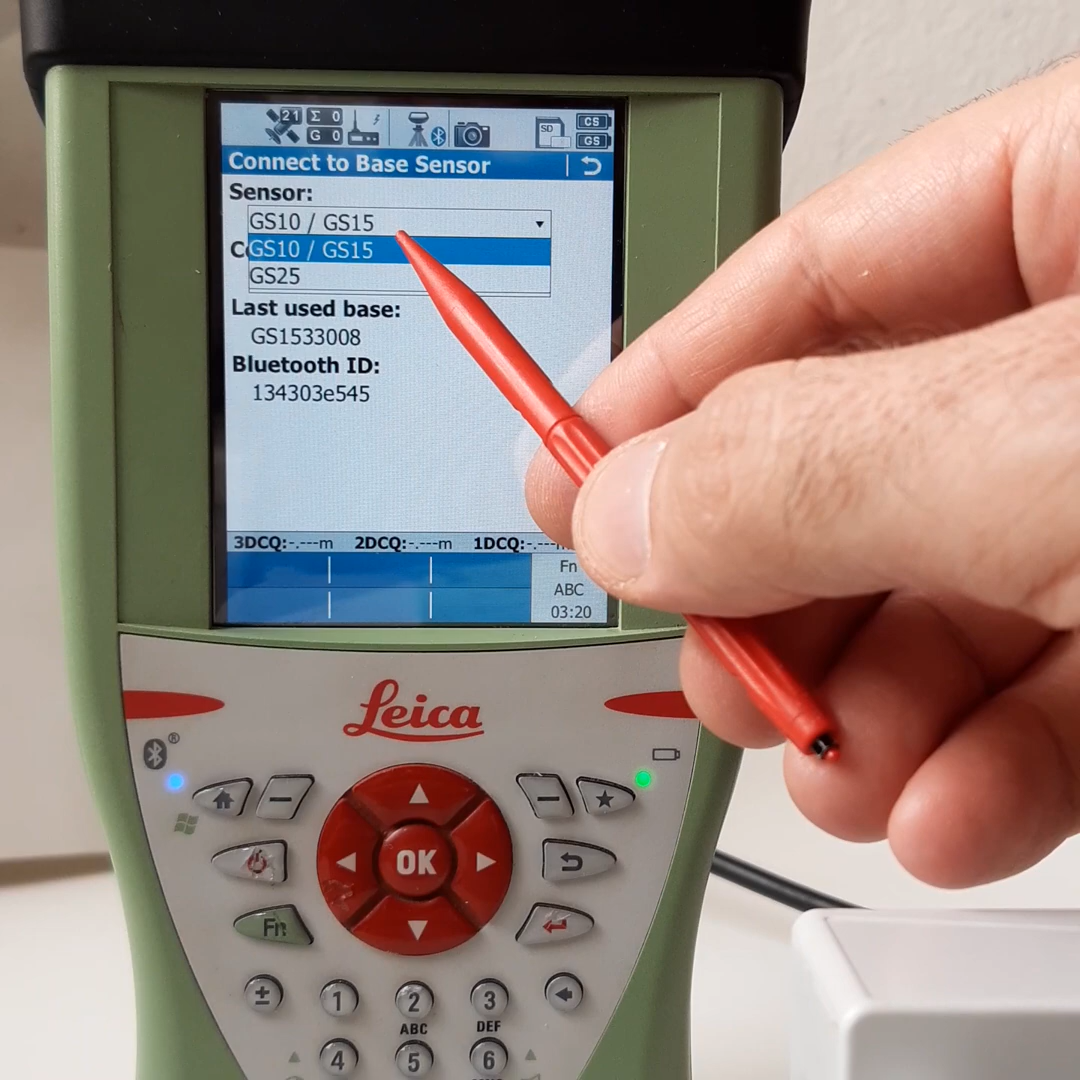 21 Σ 0 CS
G 0 SD GS
Connect to Base Sensor
Sensor:
GS10 / GS15
GS10 / GS15
GS25
Last used base:
GS1533008
Bluetooth ID:
134303e545
3DCQ:-.---m 2DCQ:-.---m 1DCQ:-.---m
Fn
ABC
03:20
Leica
®
OK
Fn
± 1 2 3
ABC DEF
4 5 6